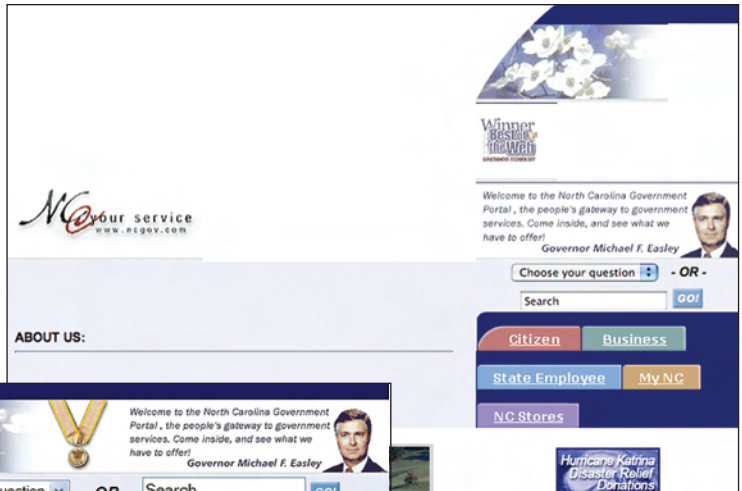 Winner
Best of
the Web
NC@your service
www.ncgov.com
Welcome to the North Carolina Government
Portal , the people's gateway to government
services. Come inside, and see what we
have to offer!
Governor Michael F. Easley
Choose your question
- OR -
Search
GO!
ABOUT US:
Citizen
Business
State Employee
My NC
NC Stores
Welcome to the North Carolina Government
Portal , the people's gateway to government
services. Come inside, and see what we
have to offer!
Governor Michael F. Easley
uestion
- OR -
Search
GO!
Hurricane Katrina
Disaster Relief
Donations